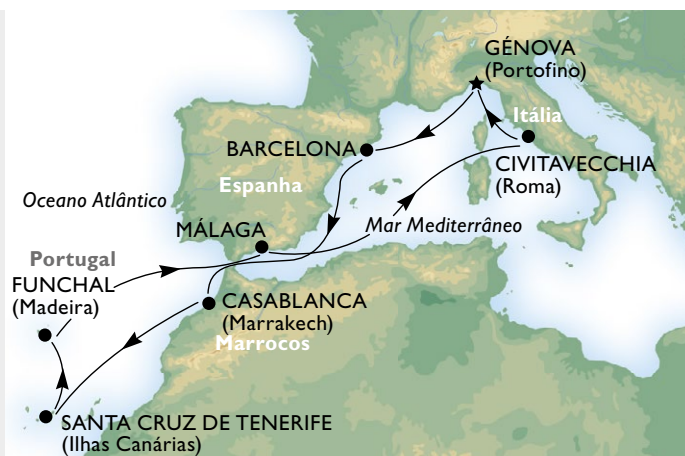 GÉNOVA
(Portofino)
Itália
BARCELONA
CIVITAVECCHIA
(Roma)
Espanha
Oceano Atlântico
Mar Mediterrâneo
MÁLAGA
Portugal
FUNCHAL
(Madeira)
CASABLANCA
(Marrakech)
Marrocos
SANTA CRUZ DE TENERIFE
(Ilhas Canárias)